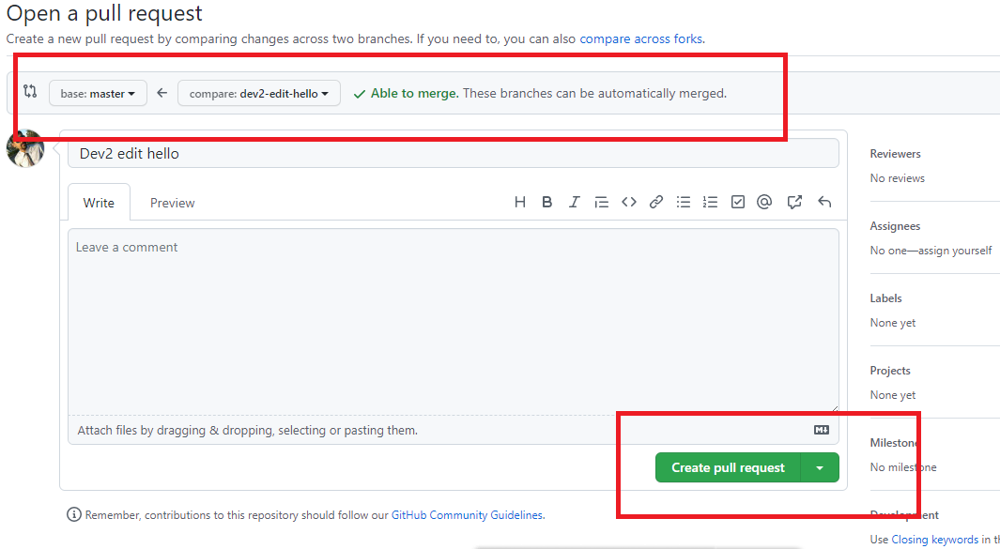 Open a pull request
Create a new pull request by comparing changes across two branches. If you need to, you can also compare across forks.
base: master
compare: dev2-edit-hello
Able to merge. These branches can be automatically merged.
Dev2 edit hello
Write
Preview
Leave a comment
Attach files by dragging & dropping, selecting or pasting them.
Create pull request
Remember, contributions to this repository should follow our GitHub Community Guidelines.
Reviewers
No reviews
Assignees
No one—assign yourself
Labels
None yet
Projects
None yet
Milestone
No milestone
Development
Use Closing keywords in